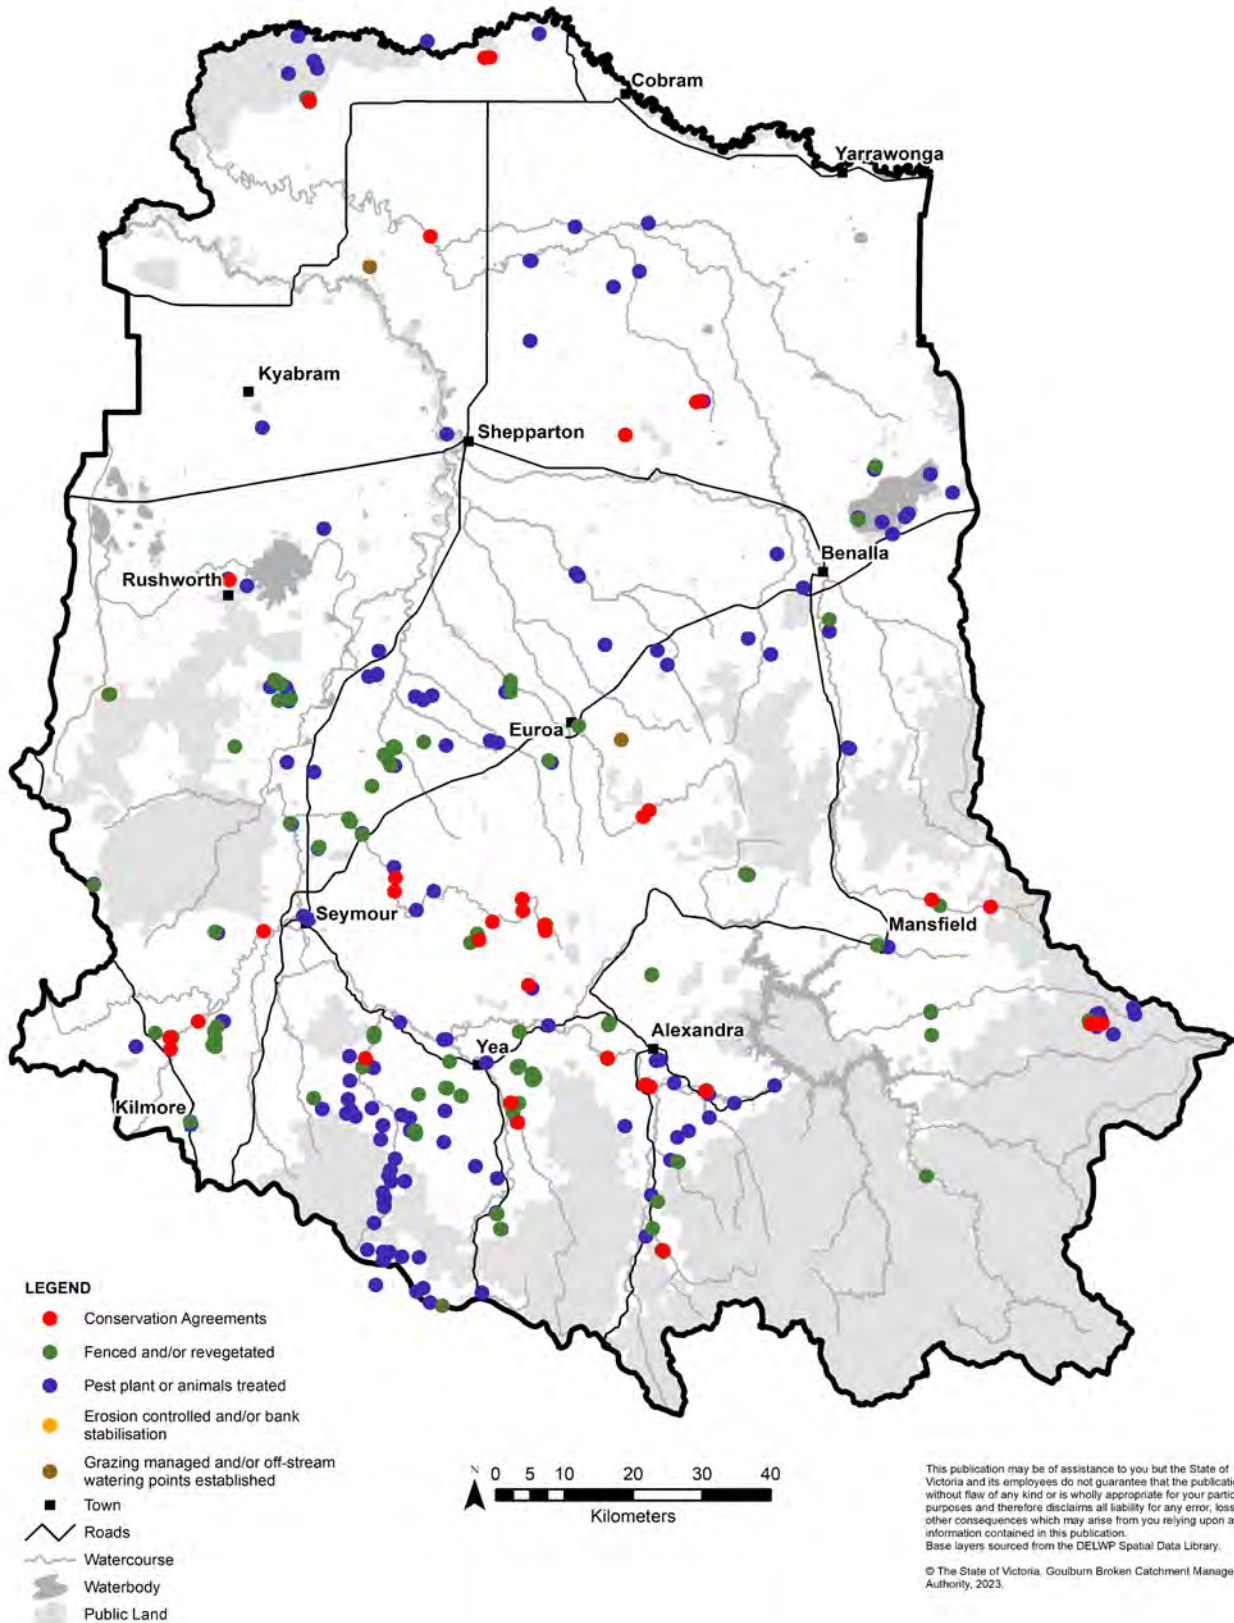 Cobram
Yarrawonga
Kyabram
Shepparton
Benalla
Rushworth
Euroa
Seymour
Mansfield
Alexandra
Yea
Kilmore
LEGEND
Conservation Agreements
Fenced and/or revegetated
Pest plant or animals treated
Erosion controlled and/or bank
stabilisation
Grazing managed and/or off-stream
watering points established
Town
Roads
Watercourse
Waterbody
Public Land
N
0 5 10 20 30 40
Kilometers
This publication may be of assistance to you but the State of
Victoria and its employees do not guarantee that the publicatio
without flaw of any kind or is wholly appropriate for your partic
purposes and therefore disclaims all liability for any error, loss
other consequences which may arise from you relying upon a
information contained in this publication.
Base layers sourced from the DELWP Spatial Data Library.
© The State of Victoria, Goulburn Broken Catchment Manage
Authority, 2023.